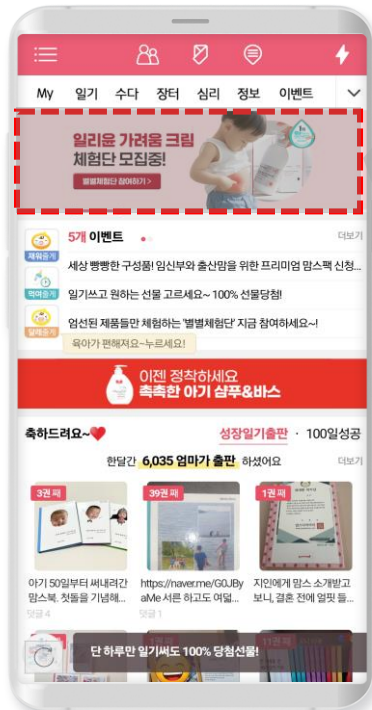 My 일기 수다 장터 심리 정보 이벤트
일리윤 가려움 크림
체험단 모집중!
별별체험단 참여하기 >
5개 이벤트
더보기
재워줄게
세상 빵빵한 구성품! 임신부와 출산맘을 위한 프리미엄 맘스팩 신청...
먹여줄게
일기쓰고 원하는 선물 고르세요~ 100% 선물당첨!
달래줄게
엄선된 제품들만 체험하는 '별별체험단' 지금 참여하세요~!
육아가 편해져요~누르세요!
이젠 정착하세요
촉촉한 아기 샴푸&바스
축하드려요~
성장일기출판 · 100일성공
한달간 6,035 엄마가 출판 하셨어요
더보기
3권 째
39권 째
1권 째
아기 50일부터 써내려간
맘스북. 첫돌을 기념해...
댓글 4
https://naver.me/G0JBy
aMe 서른 하고도 여덟...
댓글 1
지인에게 맘스 소개받고
보니, 결혼 전에 얼핏 들...
11권 째
단 하루만 일기써도 100% 당첨선물!